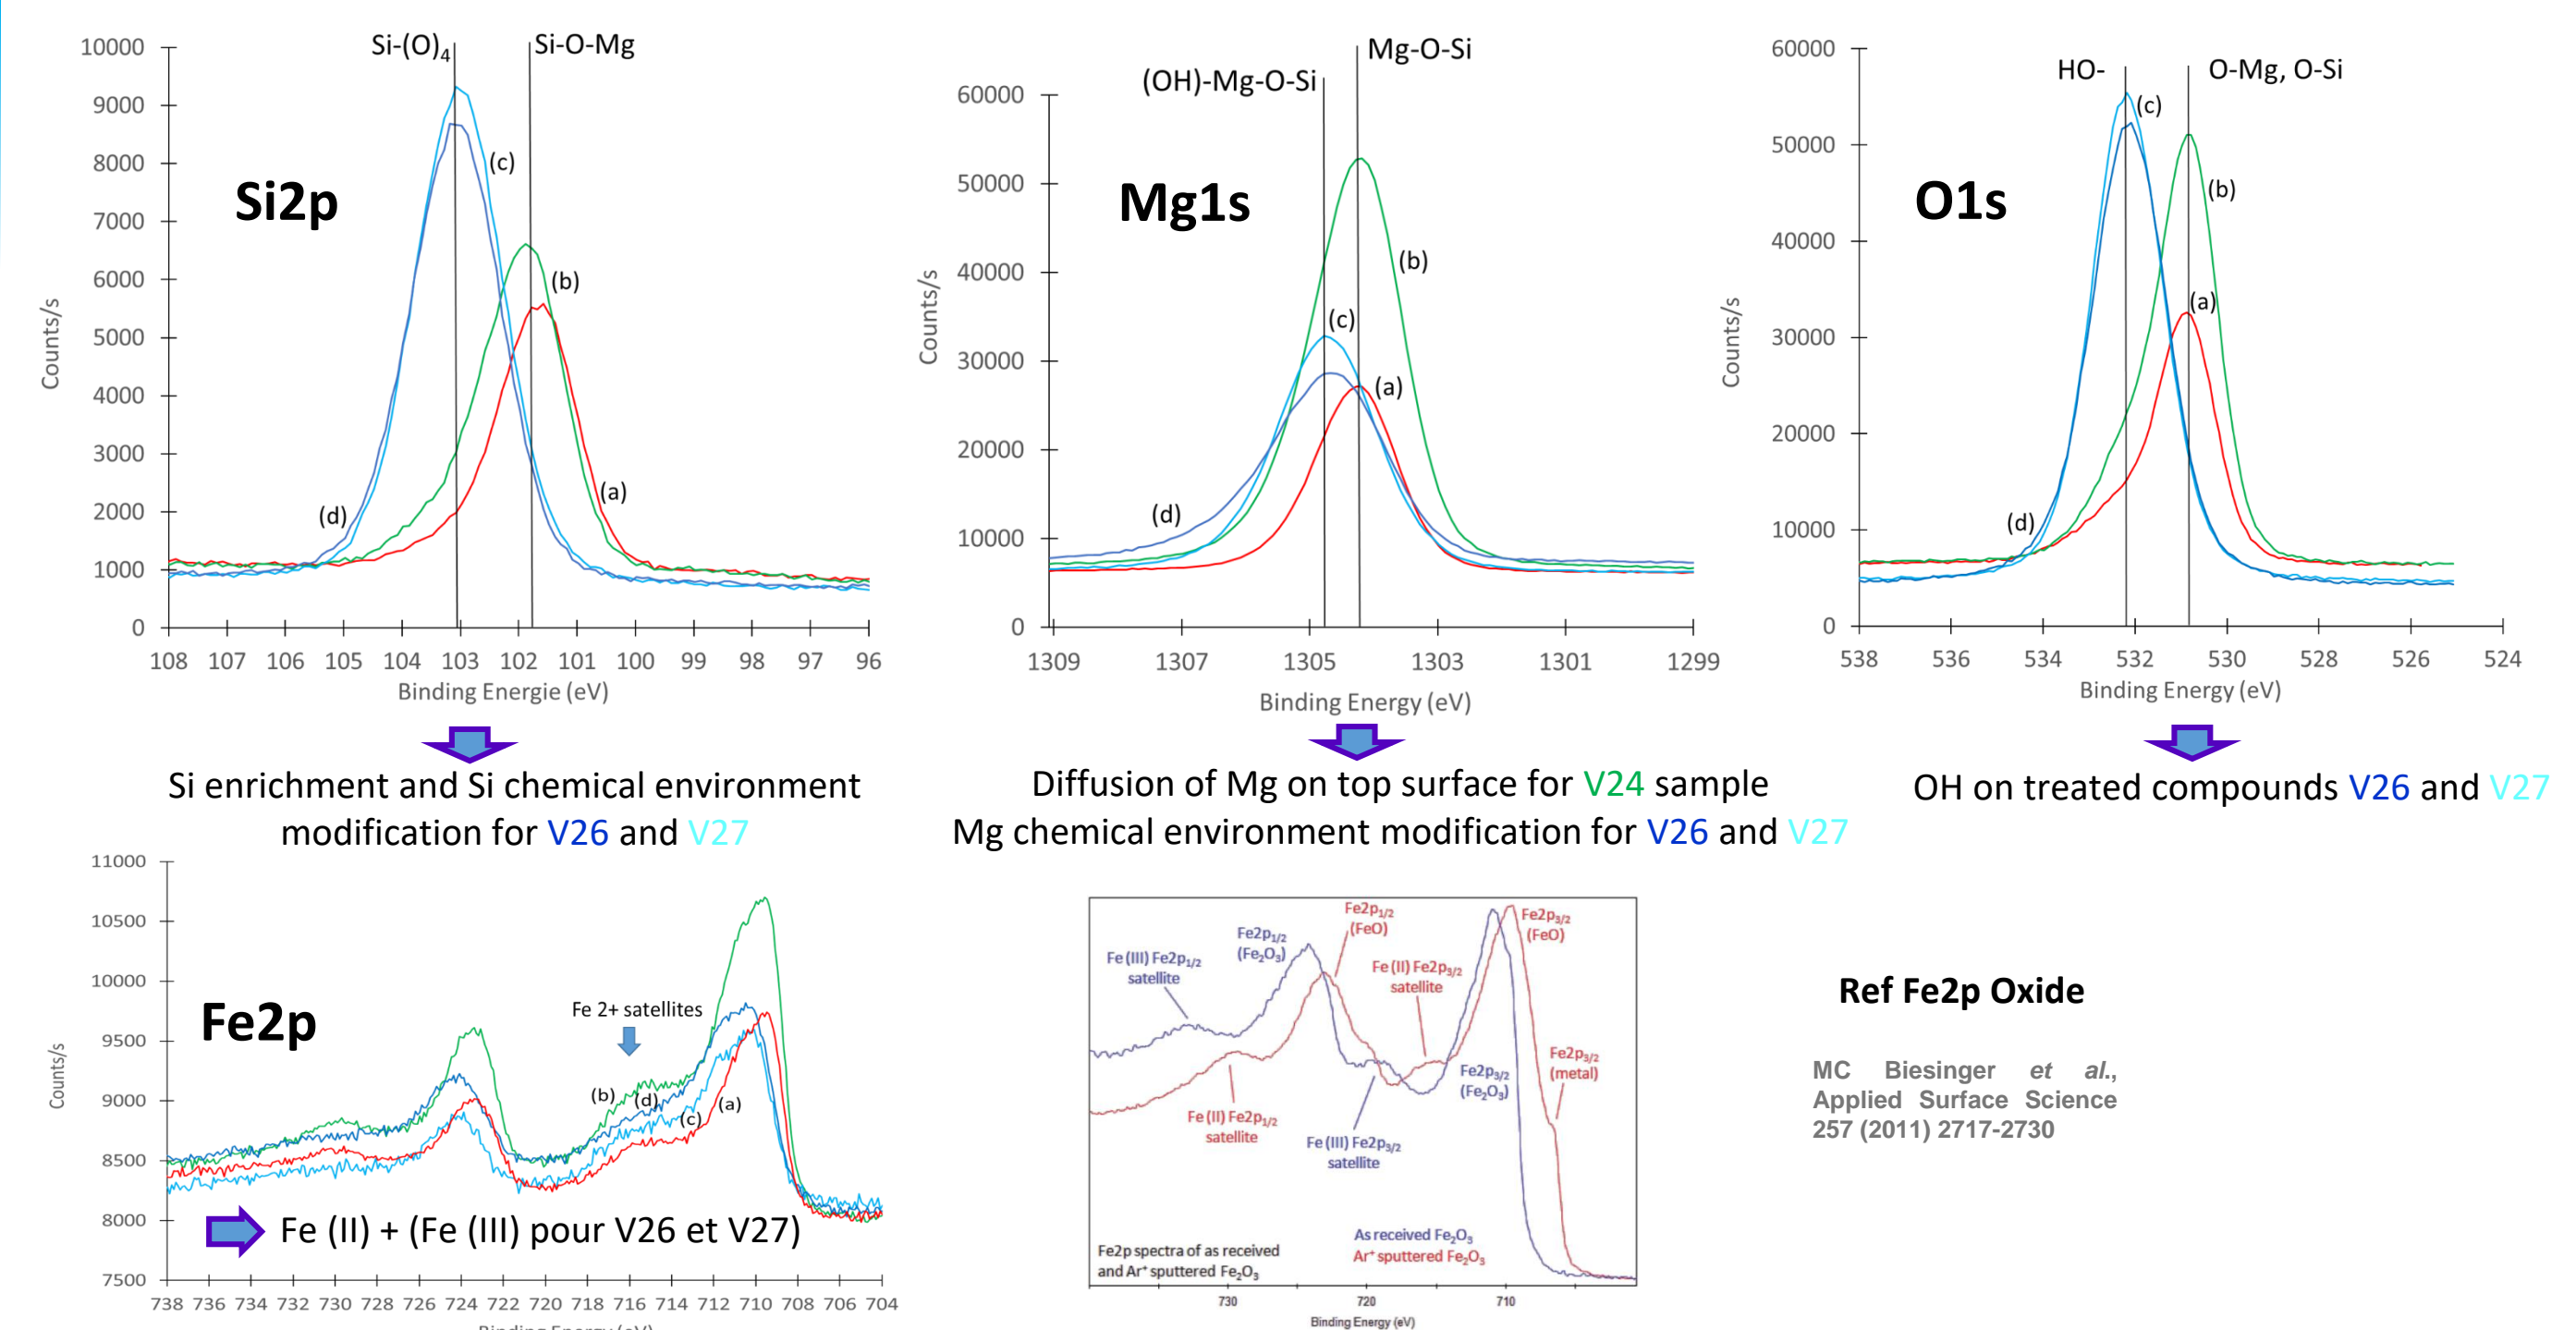 Si-(O)4
Si-O-Mg
10000
9000
8000
7000
6000
5000
4000
3000
2000
1000
0
Counts/s
Si2p
(c)
(b)
(a)
(d)
108 107 106 105 104 103 102 101 100 99 98 97 96
Binding Energie (eV)
Mg-O-Si
(OH)-Mg-O-Si
60000
50000
40000
30000
20000
10000
0
Counts/s
Mg1s
(b)
(c)
(a)
(d)
1309 1307 1305 1303 1301 1299
Binding Energy (eV)
HO-
O-Mg, O-Si
60000
50000
40000
30000
20000
10000
0
Counts/s
O1s
(c)
(b)
(a)
(d)
538 536 534 532 530 528 526 524
Binding Energy (eV)
Si enrichment and Si chemical environment
modification for V26 and V27
Diffusion of Mg on top surface for V24 sample
Mg chemical environment modification for V26 and V27
OH on treated compounds V26 and V27
11000
10500
10000
9500
9000
8500
8000
7500
Counts/s
Fe2p
Fe 2+ satellites
(b)
(d)
(c)
(a)
Fe (II) + (Fe (III) pour V26 et V27)
738 736 734 732 730 728 726 724 722 720 718 716 714 712 710 708 706 704
Binding Energy (eV)
Fe2p1/2
(FeO)
Fe2p3/2
(FeO)
Fe2p1/2
(Fe2O3)
Fe (III) Fe2p1/2
satellite
Fe (II) Fe2p3/2
satellite
Fe2p3/2
(metal)
Fe2p3/2
(Fe2O3)
Fe (II) Fe2p1/2
satellite
Fe (III) Fe2p3/2
satellite
As received Fe2O3
Ar+ sputtered Fe2O3
Fe2p spectra of as received
and Ar+ sputtered Fe2O3
730 720 710
Binding Energy (eV)
Ref Fe2p Oxide
MC Biesinger et al.,
Applied Surface Science
257 (2011) 2717-2730